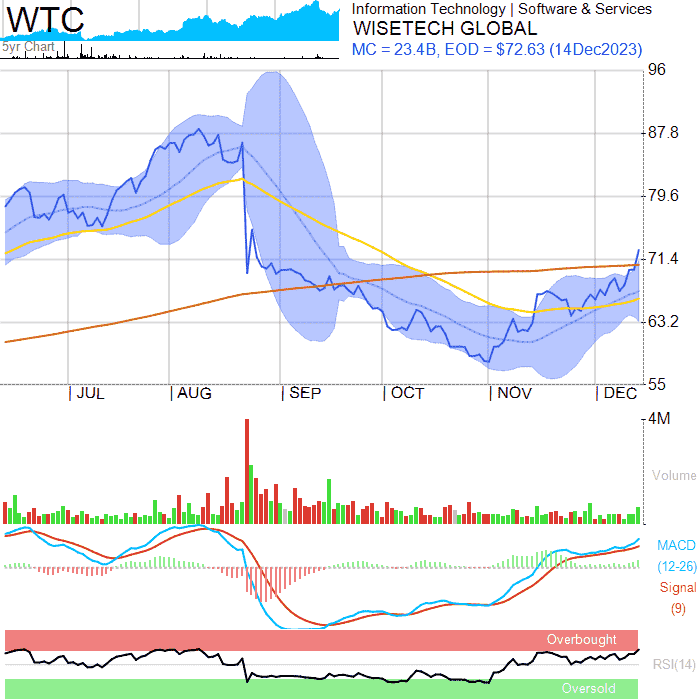 WTC
5yr Chart
Information Technology | Software & Services
WISETECH GLOBAL
MC = 23.4B, EOD = $72.63 (14Dec2023)
96
87.8
79.6
71.4
63.2
55
JUL AUG SEP OCT NOV DEC
4M
Volume
MACD
(12-26)
Signal
(9)
Overbought
RSI(14)
Oversold